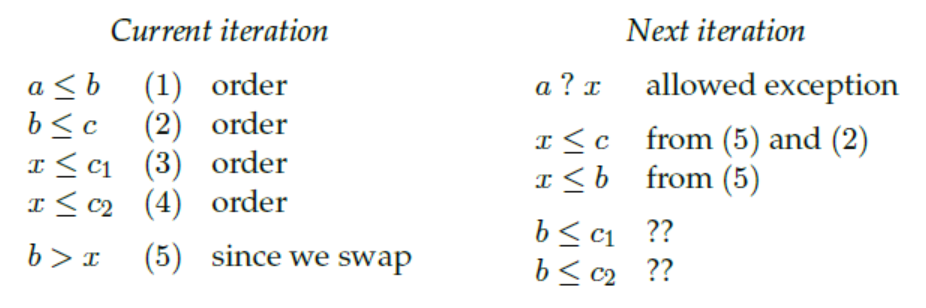 Current iteration
a ≤ b (1) order
b ≤ c (2) order
x ≤ c₁ (3) order
x ≤ c₂ (4) order
b > x (5) since we swap
Next iteration
a ? x allowed exception
x ≤ c from (5) and (2)
x ≤ b from (5)
b ≤ c₁ ??
b ≤ c₂ ??